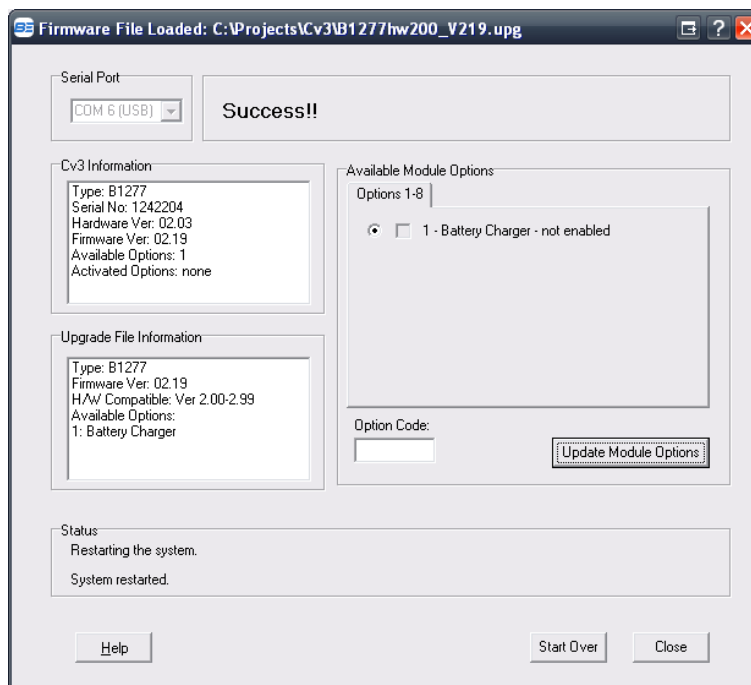 Firmware File Loaded: C:\Projects\Cv3\B1277hw200_V219.upg
Serial Port
COM 6 (USB)
Success!!
Cv3 Information
Type: B1277
Serial No: 1242204
Hardware Ver: 02.03
Firmware Ver: 02.19
Available Options: 1
Activated Options: none
Available Module Options
Options 1-8
1 - Battery Charger - not enabled
Upgrade File Information
Type: B1277
Firmware Ver: 02.19
H/W Compatible: Ver 2.00-2.99
Available Options:
1: Battery Charger
Option Code:
Update Module Options
Status
Restarting the system.
System restarted.
Help
Start Over
Close